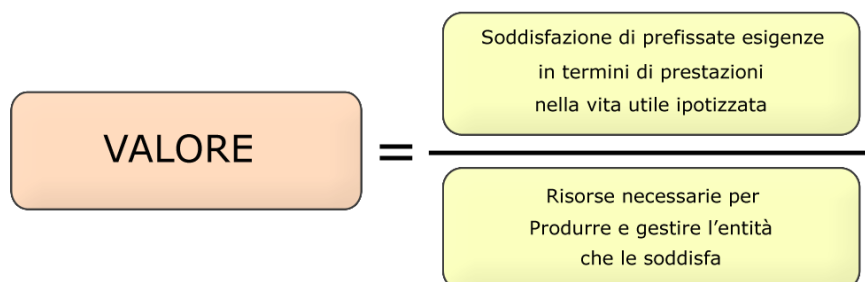 VALORE
=
Soddisfazione di prefissate esigenze
in termini di prestazioni
nella vita utile ipotizzata
Risorse necessarie per
Produrre e gestire l'entità
che le soddisfa